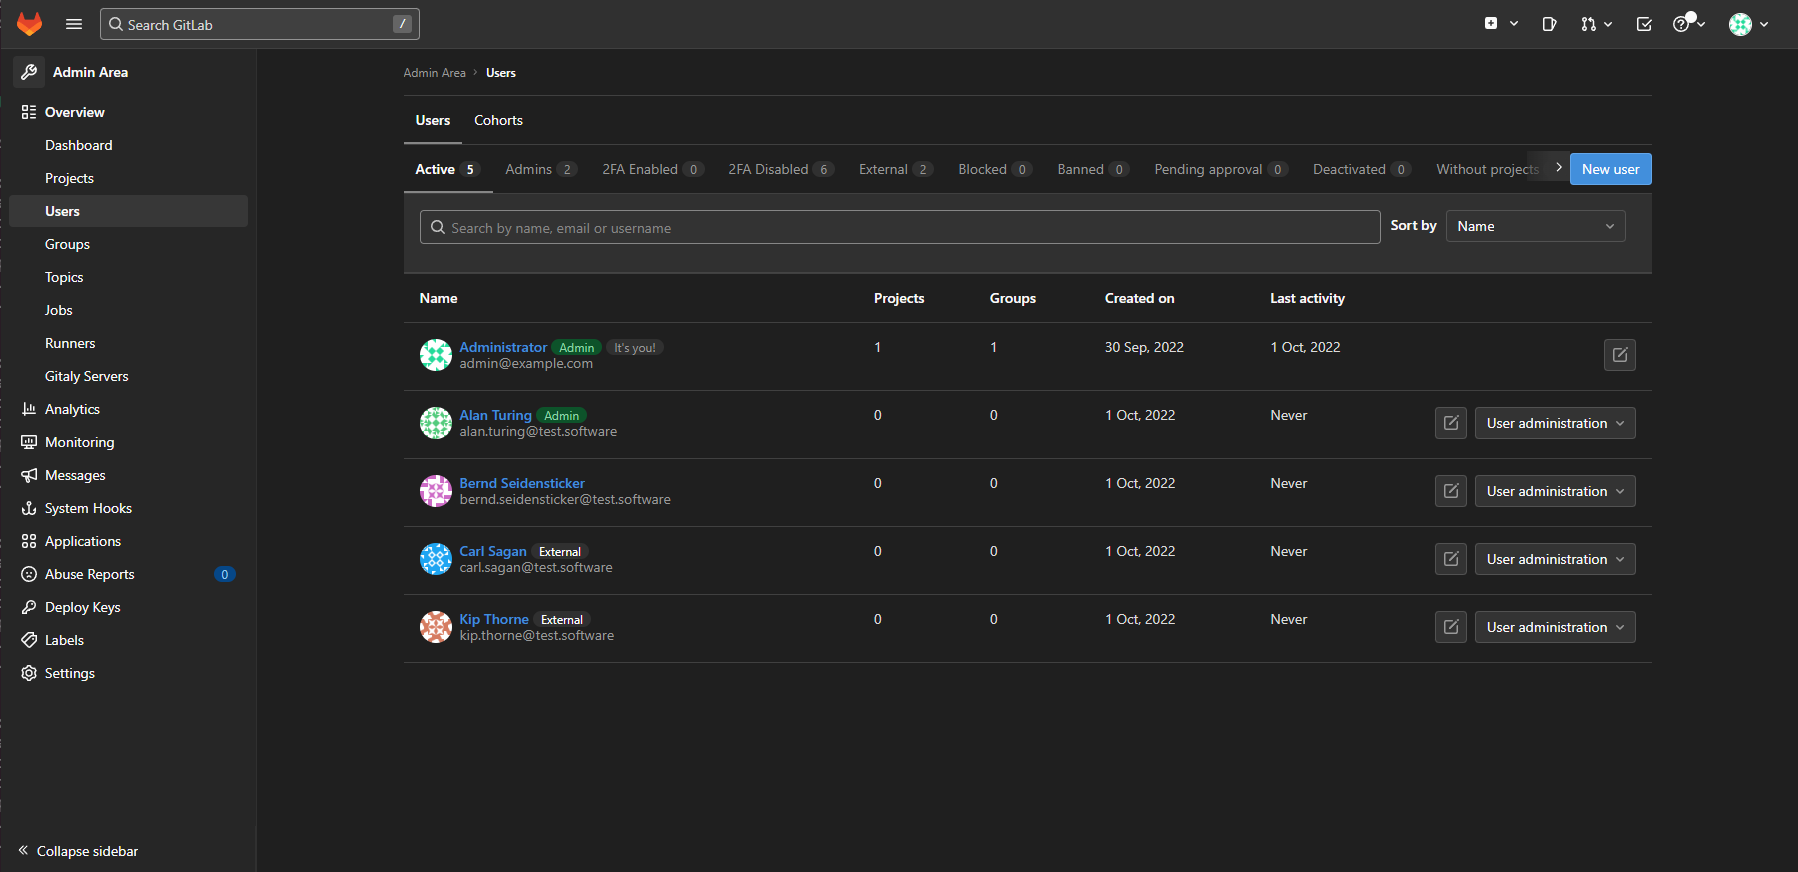 Search GitLab /
Admin Area
Overview
Dashboard
Projects
Users
Groups
Topics
Jobs
Runners
Gitaly Servers
Analytics
Monitoring
Messages
System Hooks
Applications
Abuse Reports 0
Deploy Keys
Labels
Settings
Collapse sidebar
Admin Area > Users
Users Cohorts
Active 5 Admins 2 2FA Enabled 0 2FA Disabled 6 External 2 Blocked 0 Banned 0 Pending approval 0 Deactivated 0 Without projects New user
Search by name, email or username Sort by Name
Name Projects Groups Created on Last activity
Administrator Admin It's you! 1 1 30 Sep, 2022 1 Oct, 2022
admin@example.com
Alan Turing Admin 0 0 1 Oct, 2022 Never User administration
alan.turing@test.software
Bernd Seidensticker 0 0 1 Oct, 2022 Never User administration
bernd.seidensticker@test.software
Carl Sagan External 0 0 1 Oct, 2022 Never User administration
carl.sagan@test.software
Kip Thorne External 0 0 1 Oct, 2022 Never User administration
kip.thorne@test.software